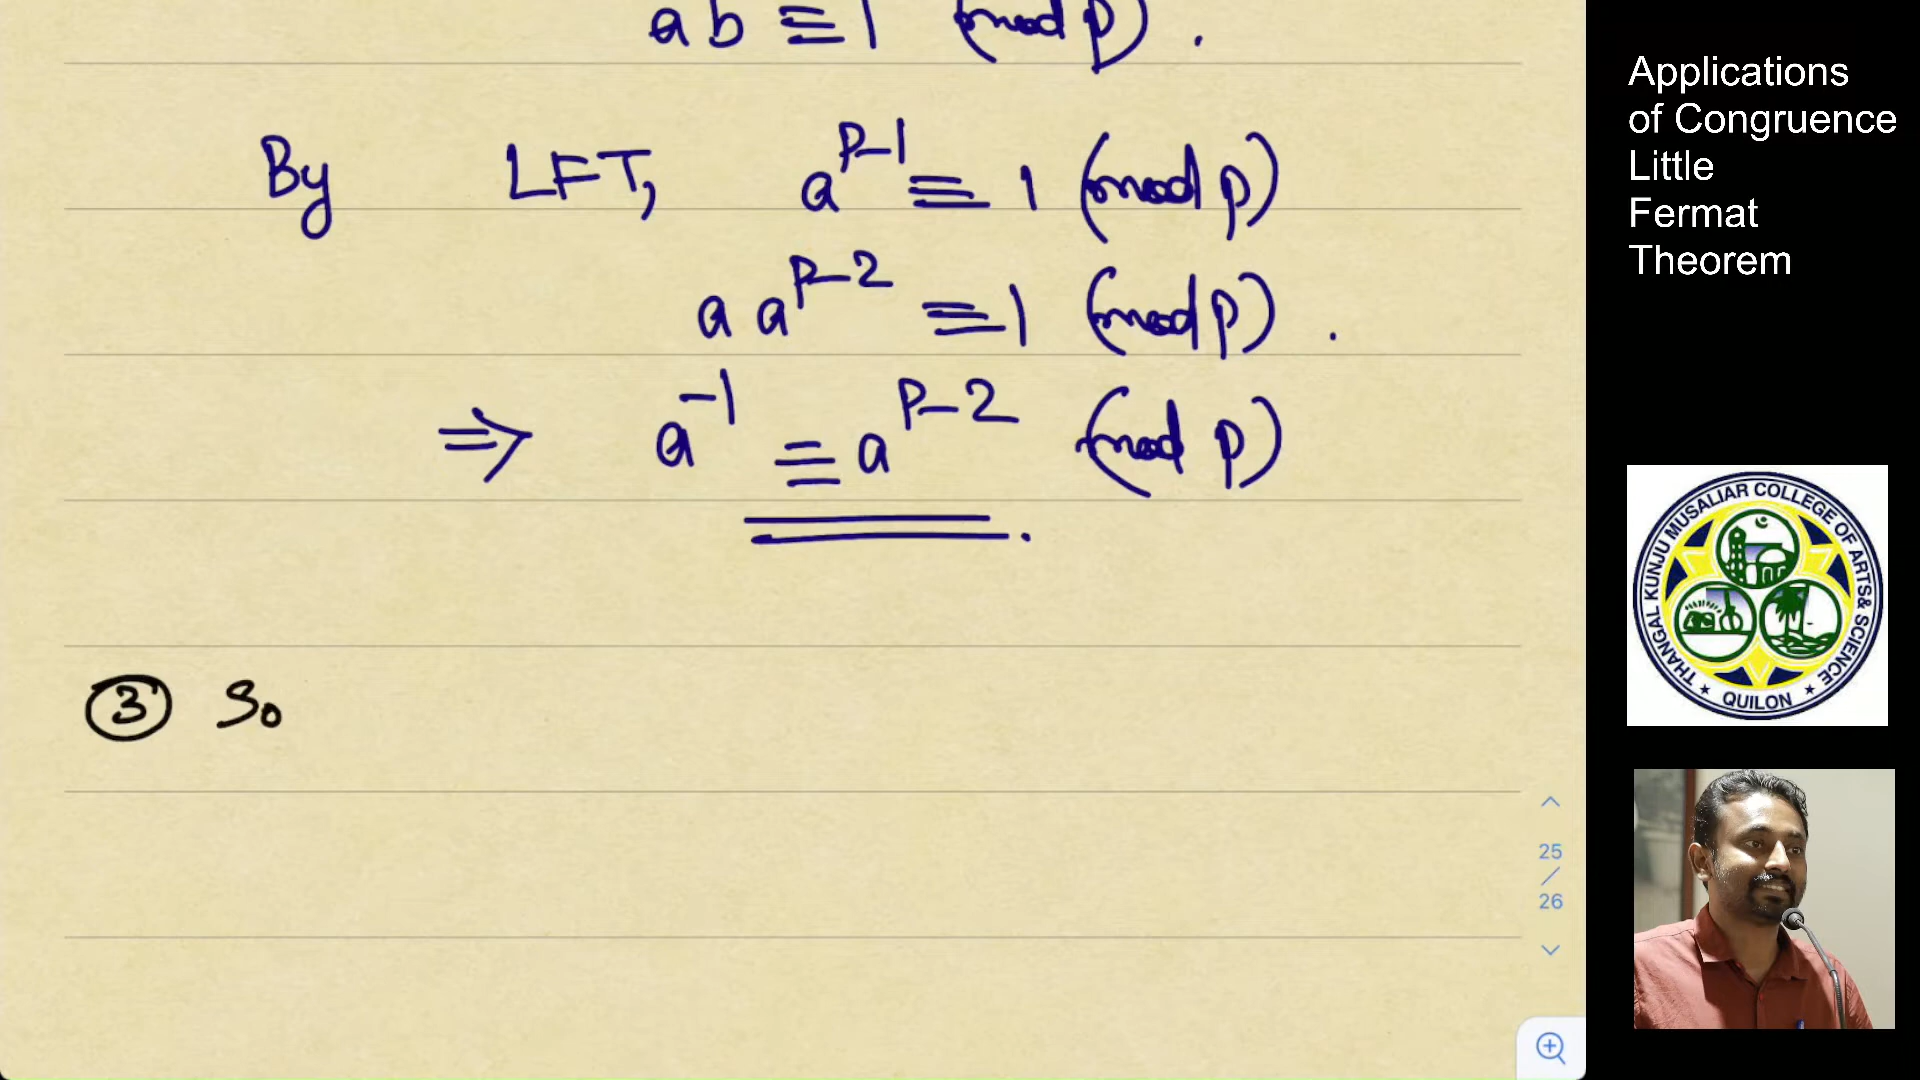 ab ≡ 1 (mod p).
By LFT, a^{p-1} ≡ 1 (mod p)
a a^{p-2} ≡ 1 (mod p).
⇒ a^{-1} ≡ a^{p-2} (mod p)
③ So
Applications
of Congruence
Little
Fermat
Theorem
THANGAL KUNJU MUSALIAR COLLEGE OF ARTS & SCIENCE
★ QUILON ★
25
/
26